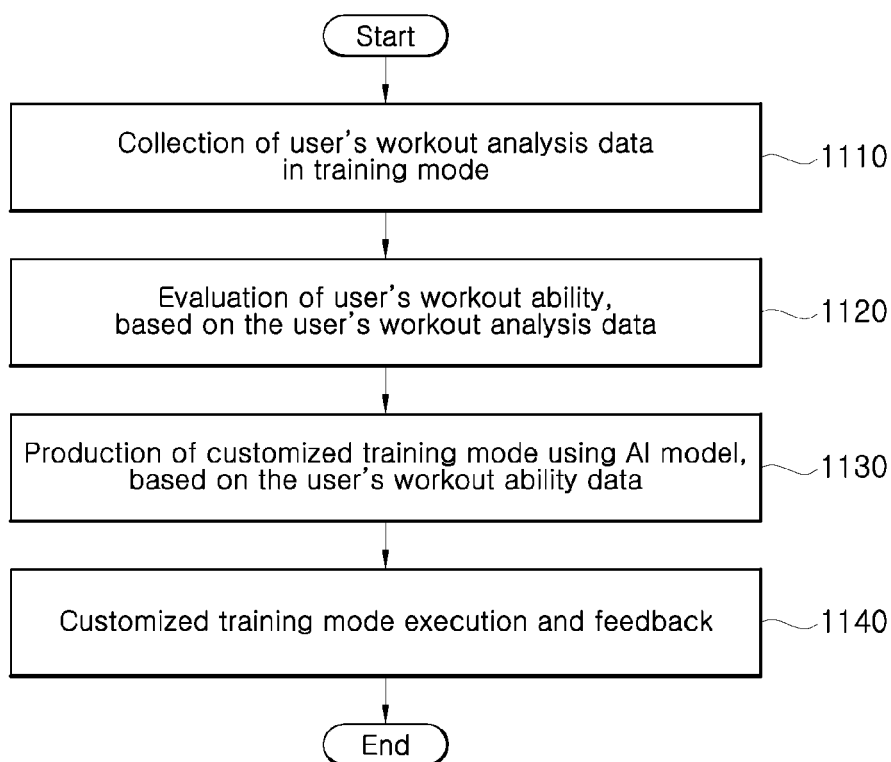 Start
Collection of user's workout analysis data
in training mode
1110
Evaluation of user's workout ability,
based on the user's workout analysis data
1120
Production of customized training mode using AI model,
based on the user's workout ability data
1130
Customized training mode execution and feedback
1140
End